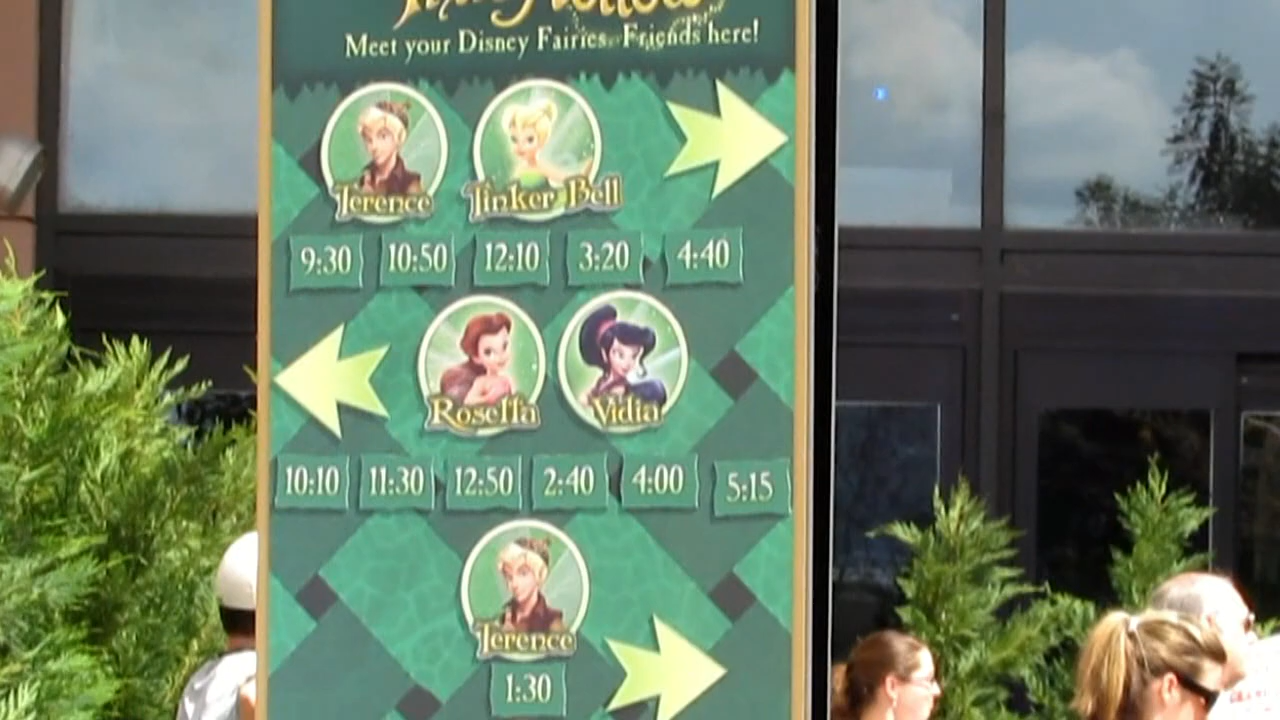 Meet your Disney Fairies Friends here!
Terence Tinker Bell
9:30 10:50 12:10 3:20 4:40
Rosetta Vidia
10:10 11:30 12:50 2:40 4:00 5:15
Terence
1:30